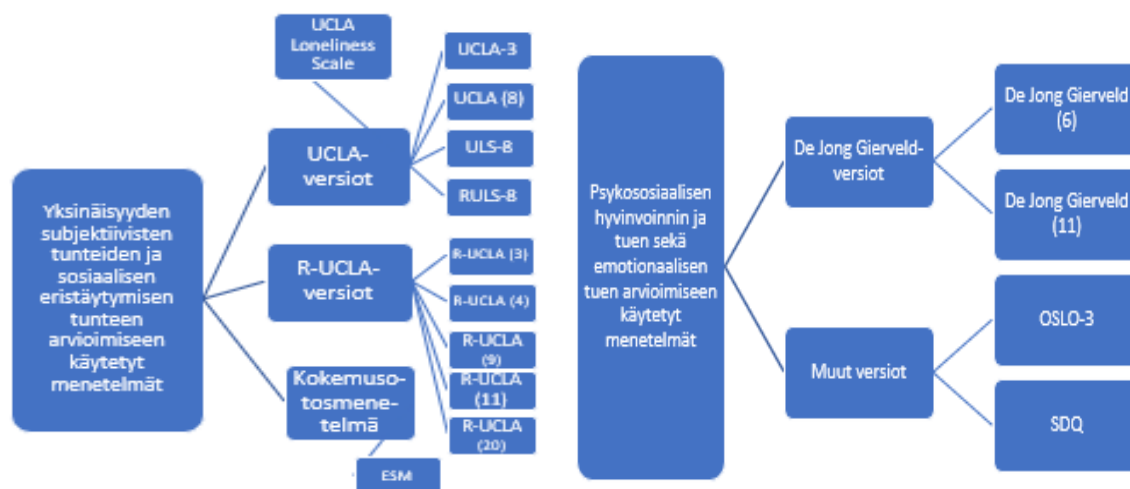 Yksinäisyyden
subjektiivisten
tunteiden ja
sosiaalisen
eristäytymisen
tunteen
arvioimiseen
käytetyt
menetelmät
UCLA
Loneliness
Scale
UCLA-
versiot
UCLA-3
UCLA (8)
ULS-8
RULS-8
R-UCLA-
versiot
R-UCLA (3)
R-UCLA (4)
R-UCLA
(9)
R-UCLA
(11)
R-UCLA
(20)
Kokemuso-
tosmene-
telmä
ESM
Psykososiaalisen
hyvinvoinnin ja
tuen sekä
emotionaalisen
tuen arvioimiseen
käytetyt
menetelmät
De Jong Gierveld-
versiot
De Jong Gierveld
(6)
De Jong Gierveld
(11)
Muut versiot
OSLO-3
SDQ